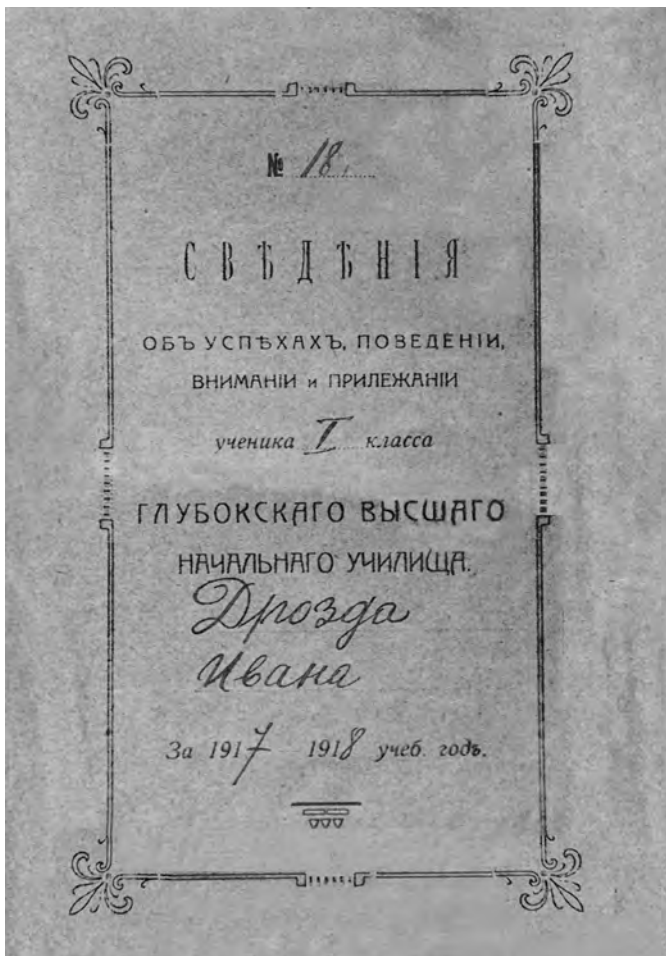 № 18.
СВѢДѢНІЯ
ОБЪ УСПѢХАХЪ, ПОВЕДЕНІИ,
ВНИМАНІИ и ПРИЛЕЖАНІИ
ученика I класса
ГЛУБОКСКАГО ВЫСШАГО
НАЧАЛЬНАГО УЧИЛИЩА.
Дрозда
Ивана
За 1917 1918 учеб. годъ.